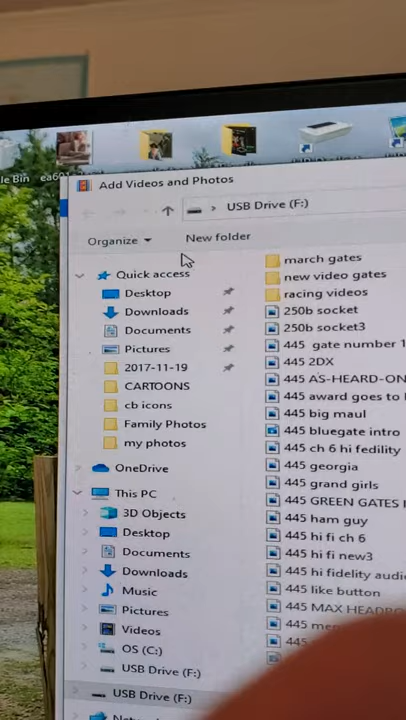 le Bin
ea60
Add Videos and Photos
USB Drive (F:)
Organize
New folder
Quick access
Desktop
Downloads
Documents
Pictures
2017-11-19
CARTOONS
cb icons
Family Photos
my photos
OneDrive
This PC
3D Objects
Desktop
Documents
Downloads
Music
Pictures
Videos
OS (C:)
USB Drive (F:)
USB Drive (F:)
march gates
new video gates
racing videos
250b socket
250b socket3
445 gate number 1
445 2DX
445 AS-HEARD-ON
445 award goes to
445 big maul
445 bluegate intro
445 ch 6 hi fedility
445 georgia
445 grand girls
445 GREEN GATES
445 ham guy
445 hi fi ch 6
445 hi fi new3
445 hi fidelity audio
445 like button
445 MAX HEADRO
445
445